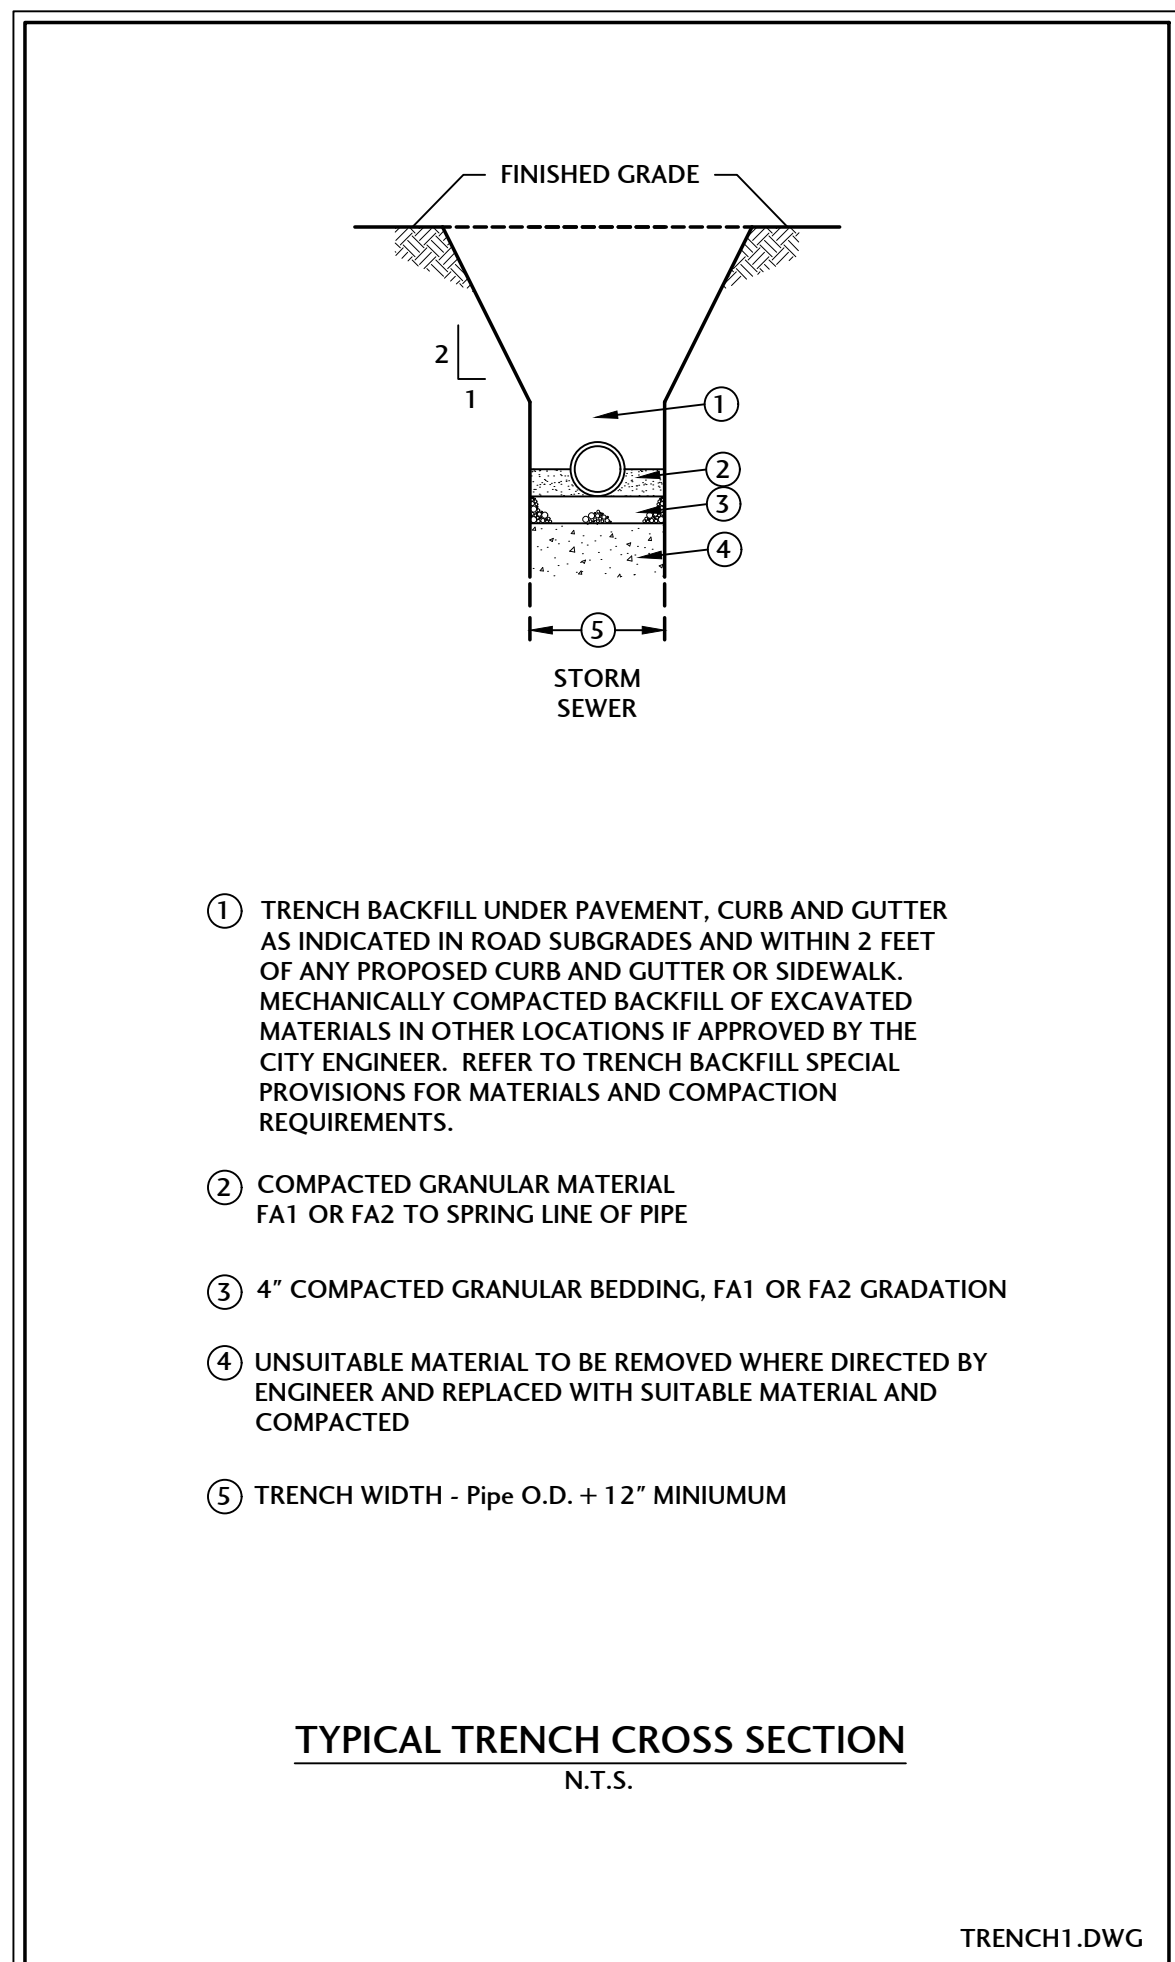 FINISHED GRADE
2
1
①
②
③
④
⑤
STORM
SEWER
① TRENCH BACKFILL UNDER PAVEMENT, CURB AND GUTTER
AS INDICATED IN ROAD SUBGRADES AND WITHIN 2 FEET
OF ANY PROPOSED CURB AND GUTTER OR SIDEWALK.
MECHANICALLY COMPACTED BACKFILL OF EXCAVATED
MATERIALS IN OTHER LOCATIONS IF APPROVED BY THE
CITY ENGINEER.  REFER TO TRENCH BACKFILL SPECIAL
PROVISIONS FOR MATERIALS AND COMPACTION
REQUIREMENTS.
② COMPACTED GRANULAR MATERIAL
FA1 OR FA2 TO SPRING LINE OF PIPE
③ 4" COMPACTED GRANULAR BEDDING, FA1 OR FA2 GRADATION
④ UNSUITABLE MATERIAL TO BE REMOVED WHERE DIRECTED BY
ENGINEER AND REPLACED WITH SUITABLE MATERIAL AND
COMPACTED
⑤ TRENCH WIDTH - Pipe O.D. + 12" MINIUMUM
TYPICAL TRENCH CROSS SECTION
N.T.S.
TRENCH1.DWG